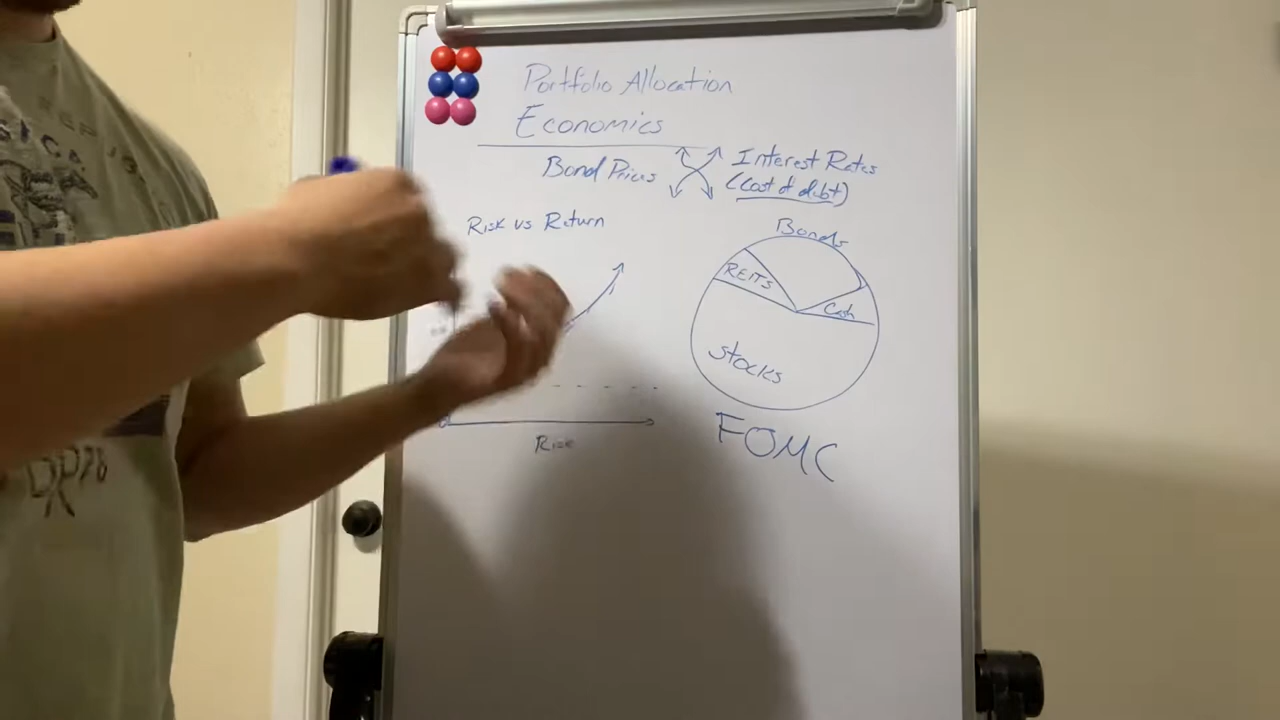 Portfolio Allocation
Economics
Bond Prices
Interest Rates
(cost of debt)
Risk vs Return
Bonds
REITs
Cash
Stocks
Risk
FOMC